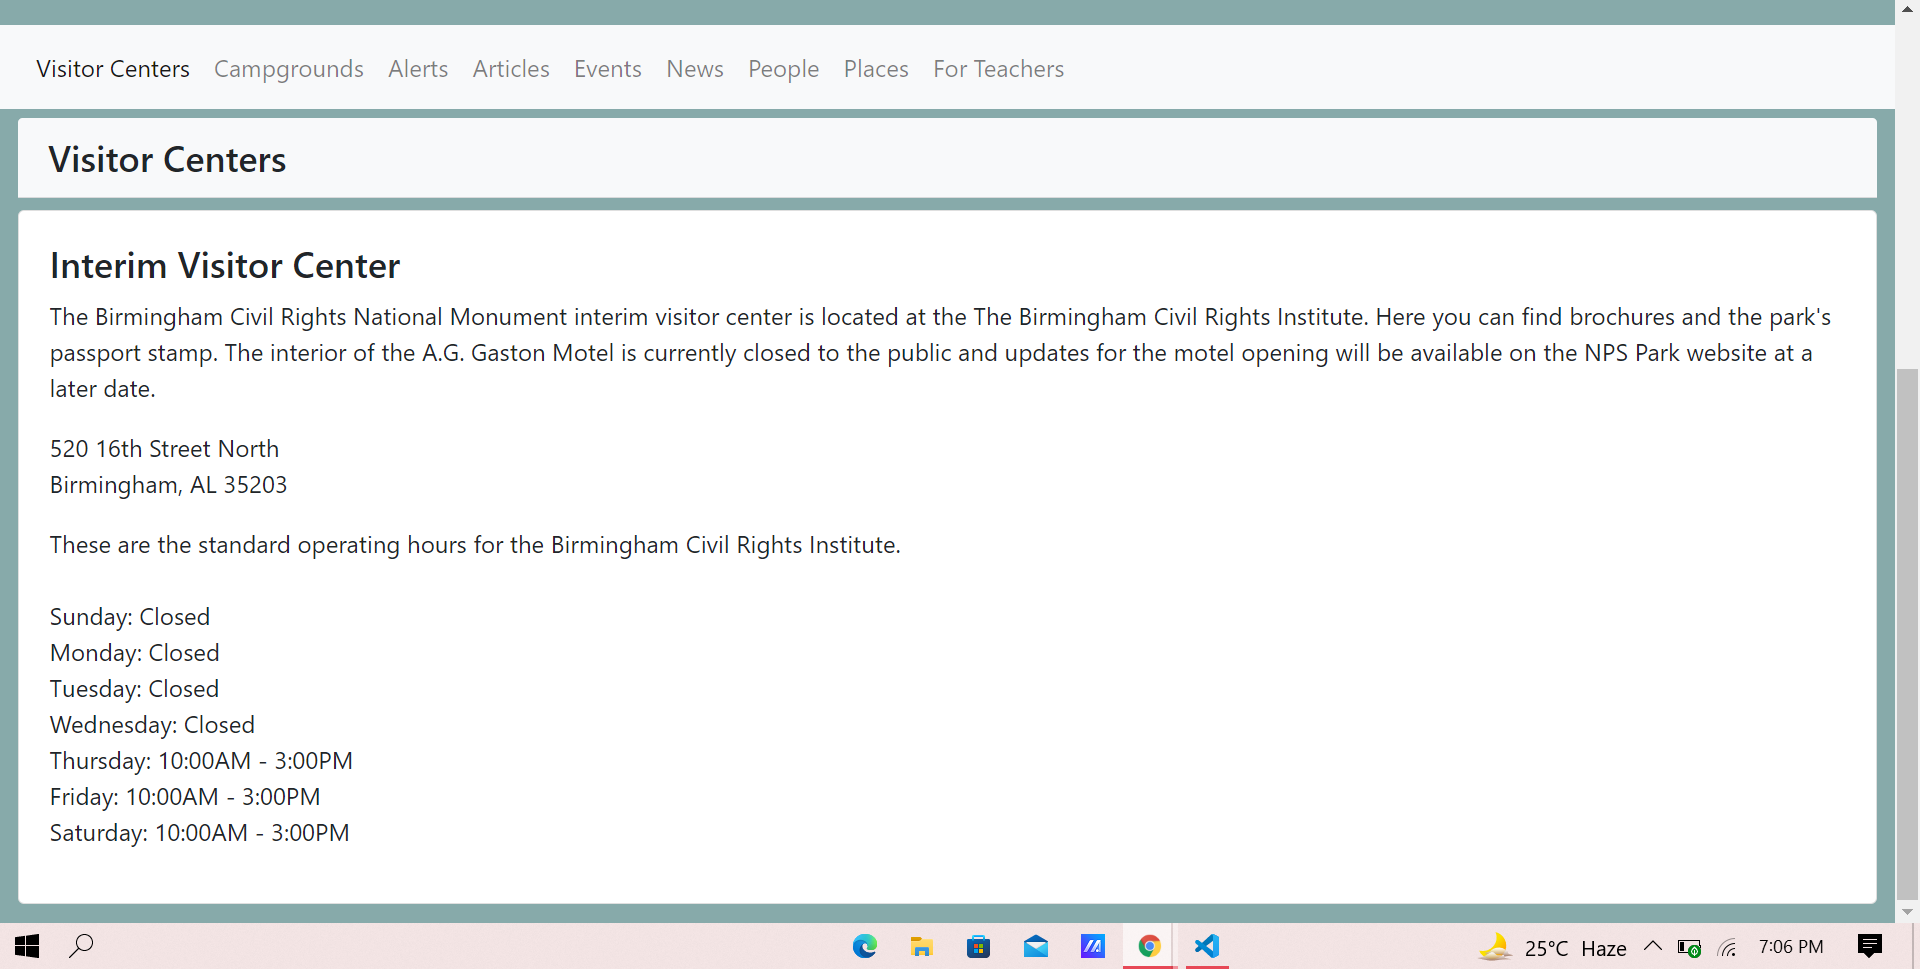 Visitor Centers Campgrounds Alerts Articles Events News People Places For Teachers
Visitor Centers
Interim Visitor Center
The Birmingham Civil Rights National Monument interim visitor center is located at the The Birmingham Civil Rights Institute. Here you can find brochures and the park's
passport stamp. The interior of the A.G. Gaston Motel is currently closed to the public and updates for the motel opening will be available on the NPS Park website at a
later date.
520 16th Street North
Birmingham, AL 35203
These are the standard operating hours for the Birmingham Civil Rights Institute.
Sunday: Closed
Monday: Closed
Tuesday: Closed
Wednesday: Closed
Thursday: 10:00AM - 3:00PM
Friday: 10:00AM - 3:00PM
Saturday: 10:00AM - 3:00PM
25°C Haze 7:06 PM